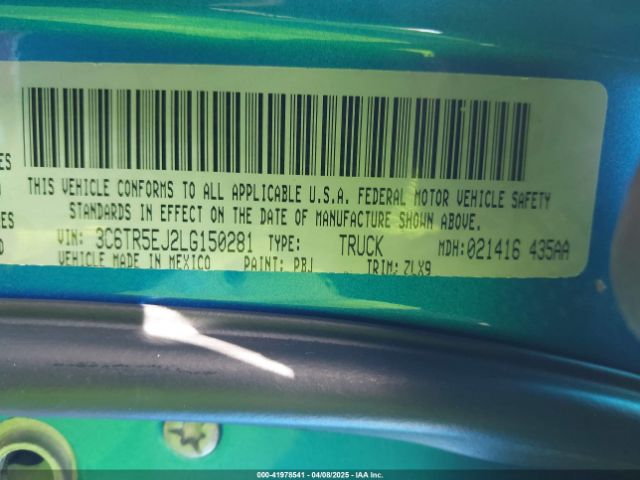 THIS VEHICLE CONFORMS TO ALL APPLICABLE U.S.A. FEDERAL MOTOR VEHICLE SAFETY
STANDARDS IN EFFECT ON THE DATE OF MANUFACTURE SHOWN ABOVE.
VIN: 3C6TR5EJ2LG150281 TYPE: TRUCK MDH:021416 435AA
VEHICLE MADE IN MEXICO PAINT: PBJ TRIM: ZLX9
000-41978541 - 04/08/2025 - IAA Inc.